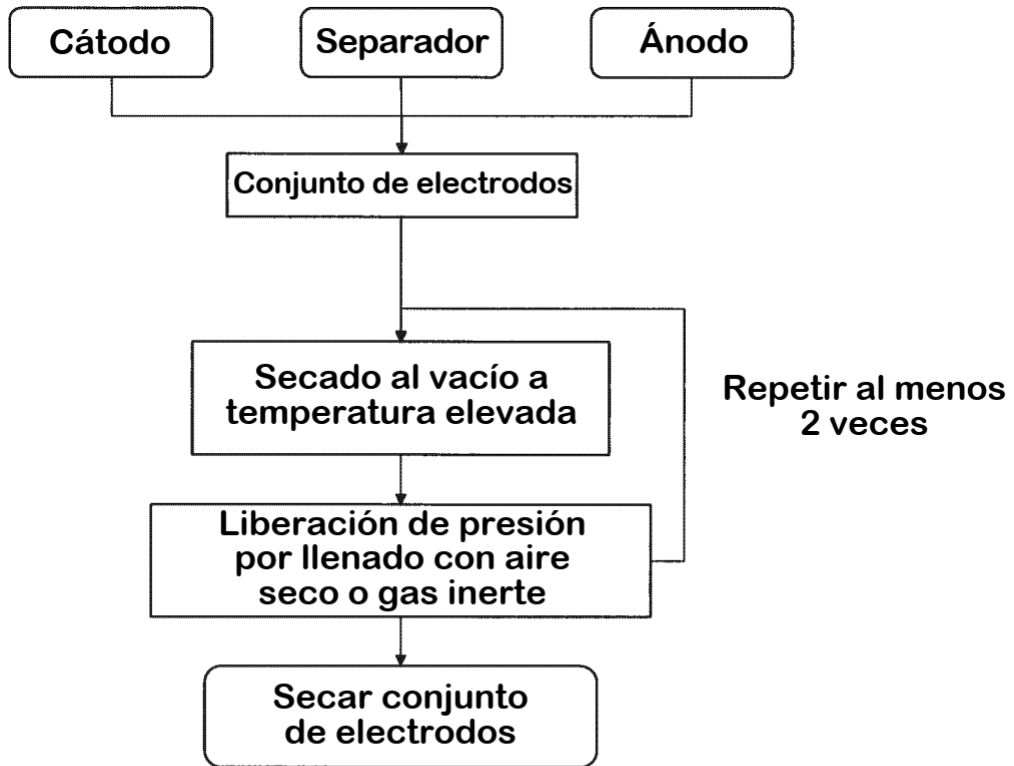 Cátodo
Separador
Ánodo
Conjunto de electrodos
Secado al vacío a
temperatura elevada
Repetir al menos
2 veces
Liberación de presión
por llenado con aire
seco o gas inerte
Secar conjunto
de electrodos